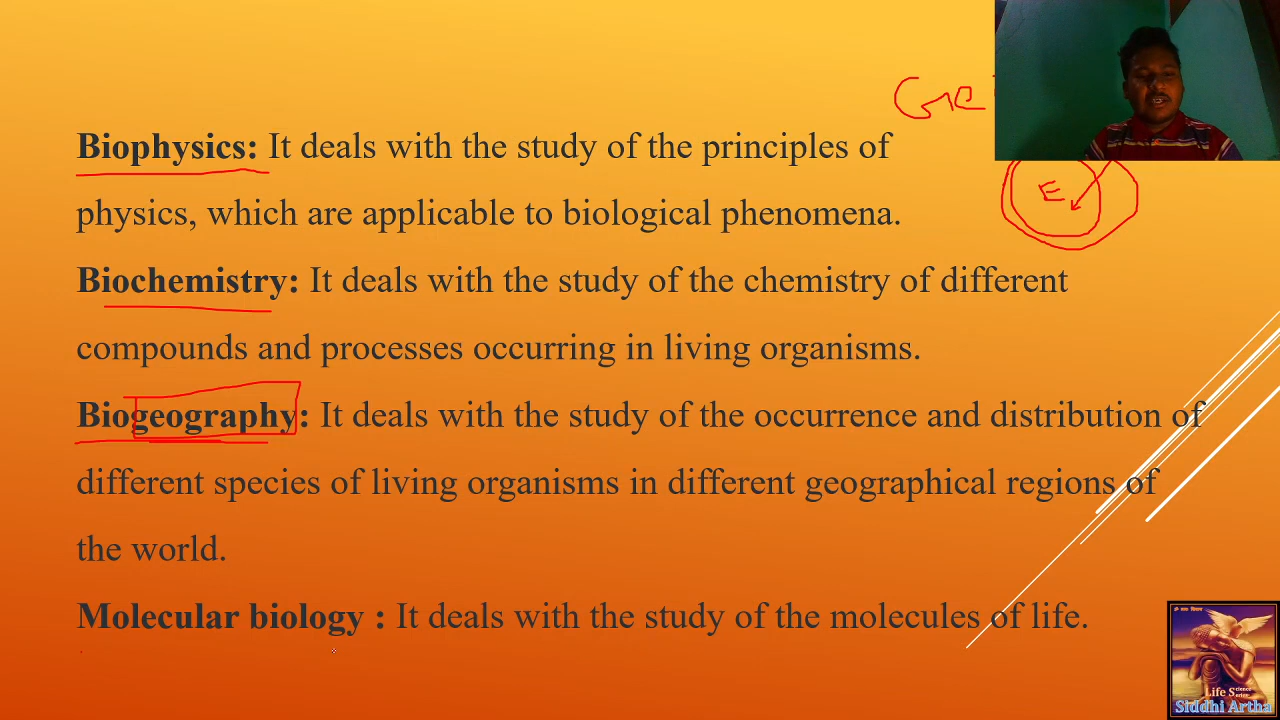 Ge
Biophysics: It deals with the study of the principles of
E
physics, which are applicable to biological phenomena.
Biochemistry: It deals with the study of the chemistry of different
compounds and processes occurring in living organisms.
Biogeography: It deals with the study of the occurrence and distribution of
different species of living organisms in different geographical regions of
the world.
Molecular biology : It deals with the study of the molecules of life.
Life Science Series
Siddhi Artha